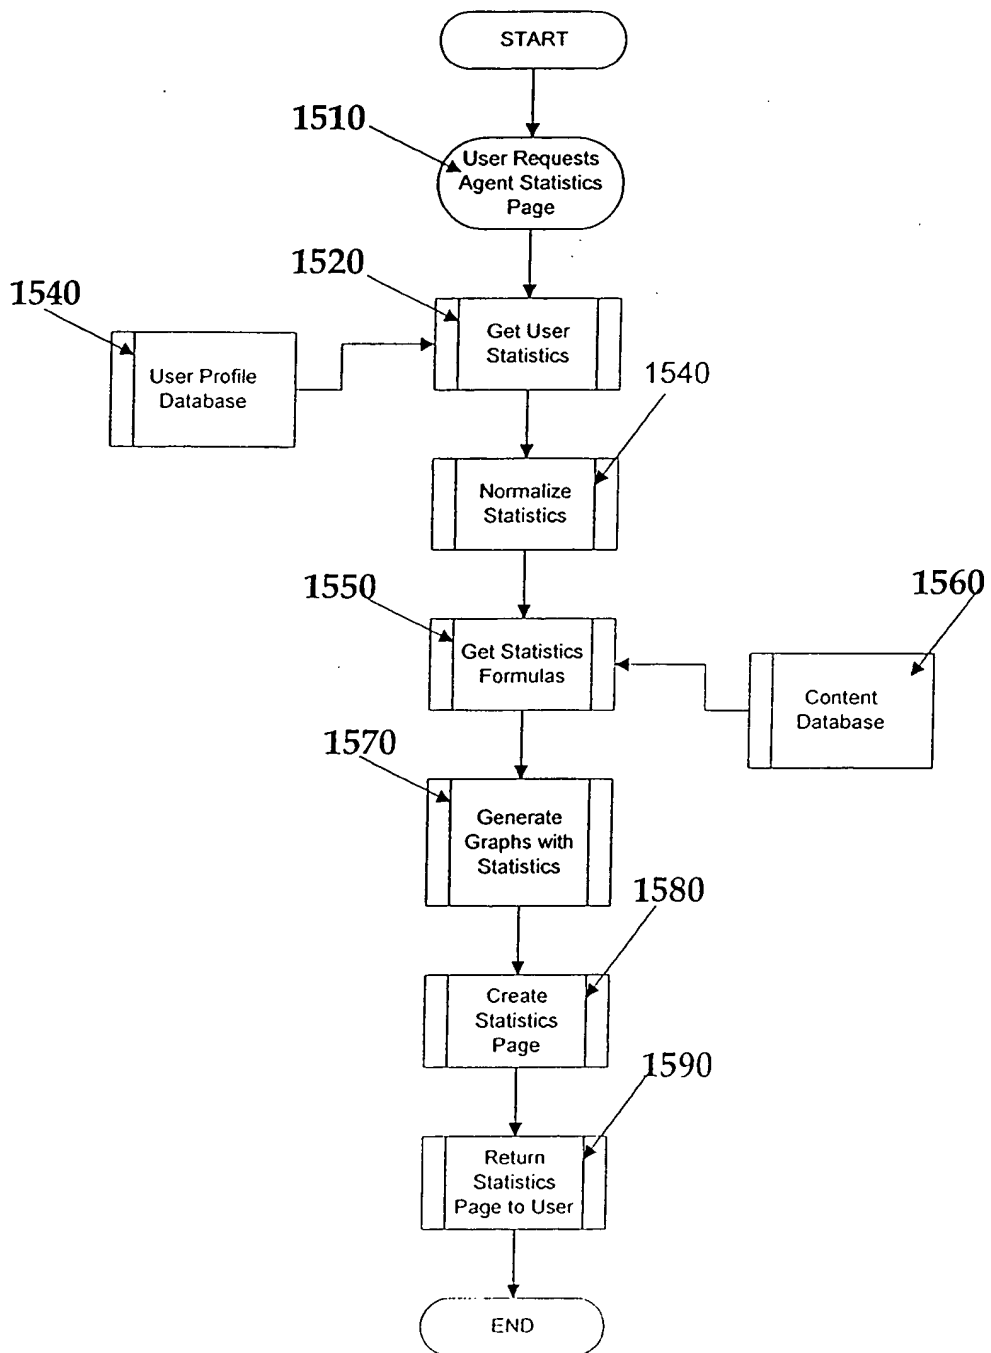 START
1510
User Requests
Agent Statistics
Page
1520
1540
Get User
Statistics
User Profile
Database
1540
Normalize
Statistics
1550
1560
Get Statistics
Formulas
Content
Database
1570
Generate
Graphs with
Statistics
1580
Create
Statistics
Page
1590
Return
Statistics
Page to User
END